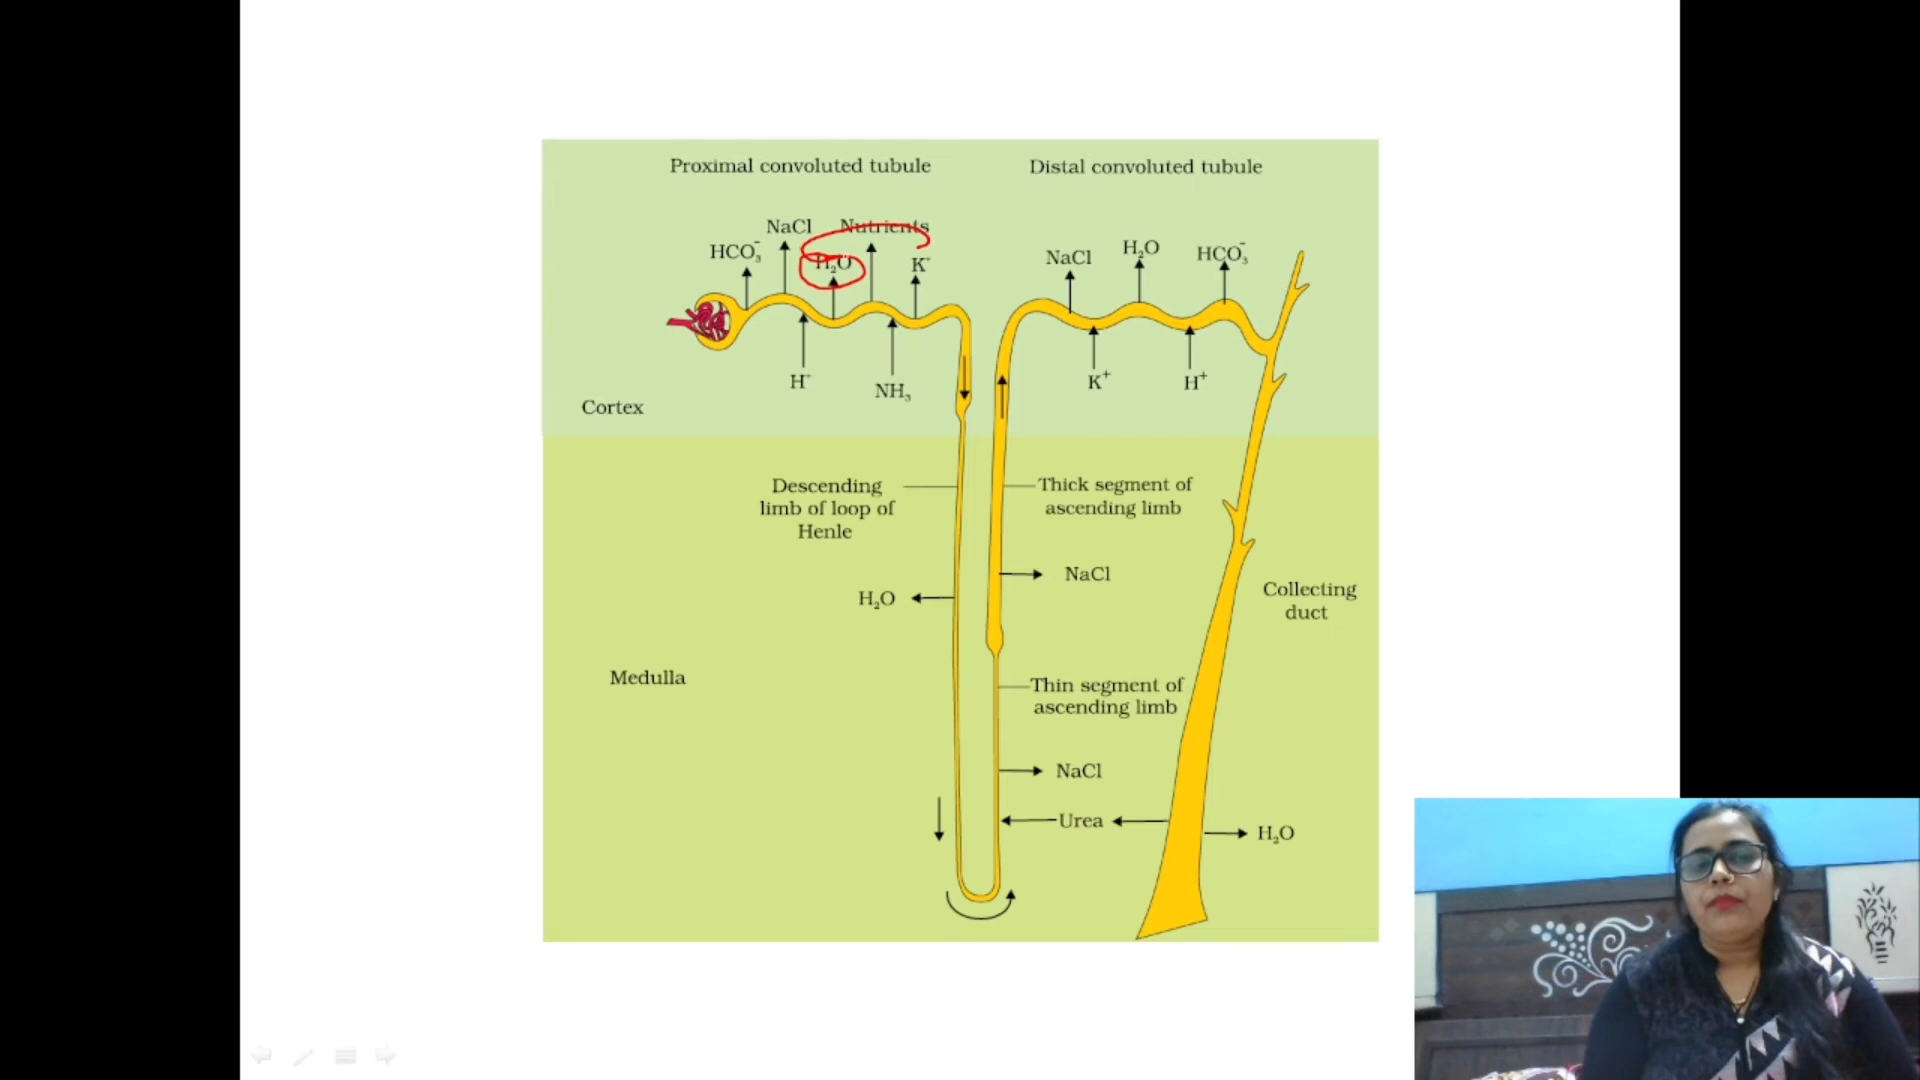 Proximal convoluted tubule
Distal convoluted tubule
NaCl
Nutrients
HCO₃⁻
H₂O
K⁺
NaCl
H₂O
HCO₃⁻
H⁺
NH₃
K⁺
H⁺
Cortex
Descending
limb of loop of
Henle
Thick segment of
ascending limb
NaCl
H₂O
Collecting
duct
Medulla
Thin segment of
ascending limb
NaCl
Urea
H₂O